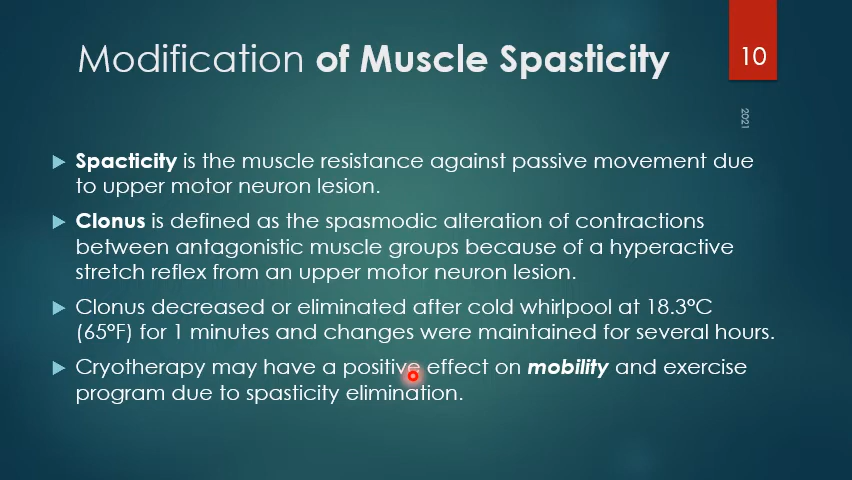 Modification of Muscle Spasticity
10
2021
Spacticity is the muscle resistance against passive movement due
to upper motor neuron lesion.
Clonus is defined as the spasmodic alteration of contractions
between antagonistic muscle groups because of a hyperactive
stretch reflex from an upper motor neuron lesion.
Clonus decreased or eliminated after cold whirlpool at 18.3°C
(65°F) for 1 minutes and changes were maintained for several hours.
Cryotherapy may have a positive effect on mobility and exercise
program due to spasticity elimination.